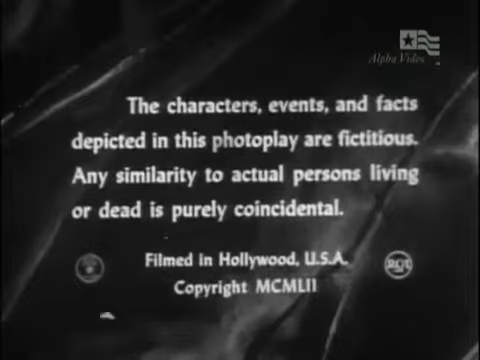 Alpha Video
The characters, events, and facts
depicted in this photoplay are fictitious.
Any similarity to actual persons living
or dead is purely coincidental.
Filmed in Hollywood, U.S.A.
RCA
Copyright MCMLII